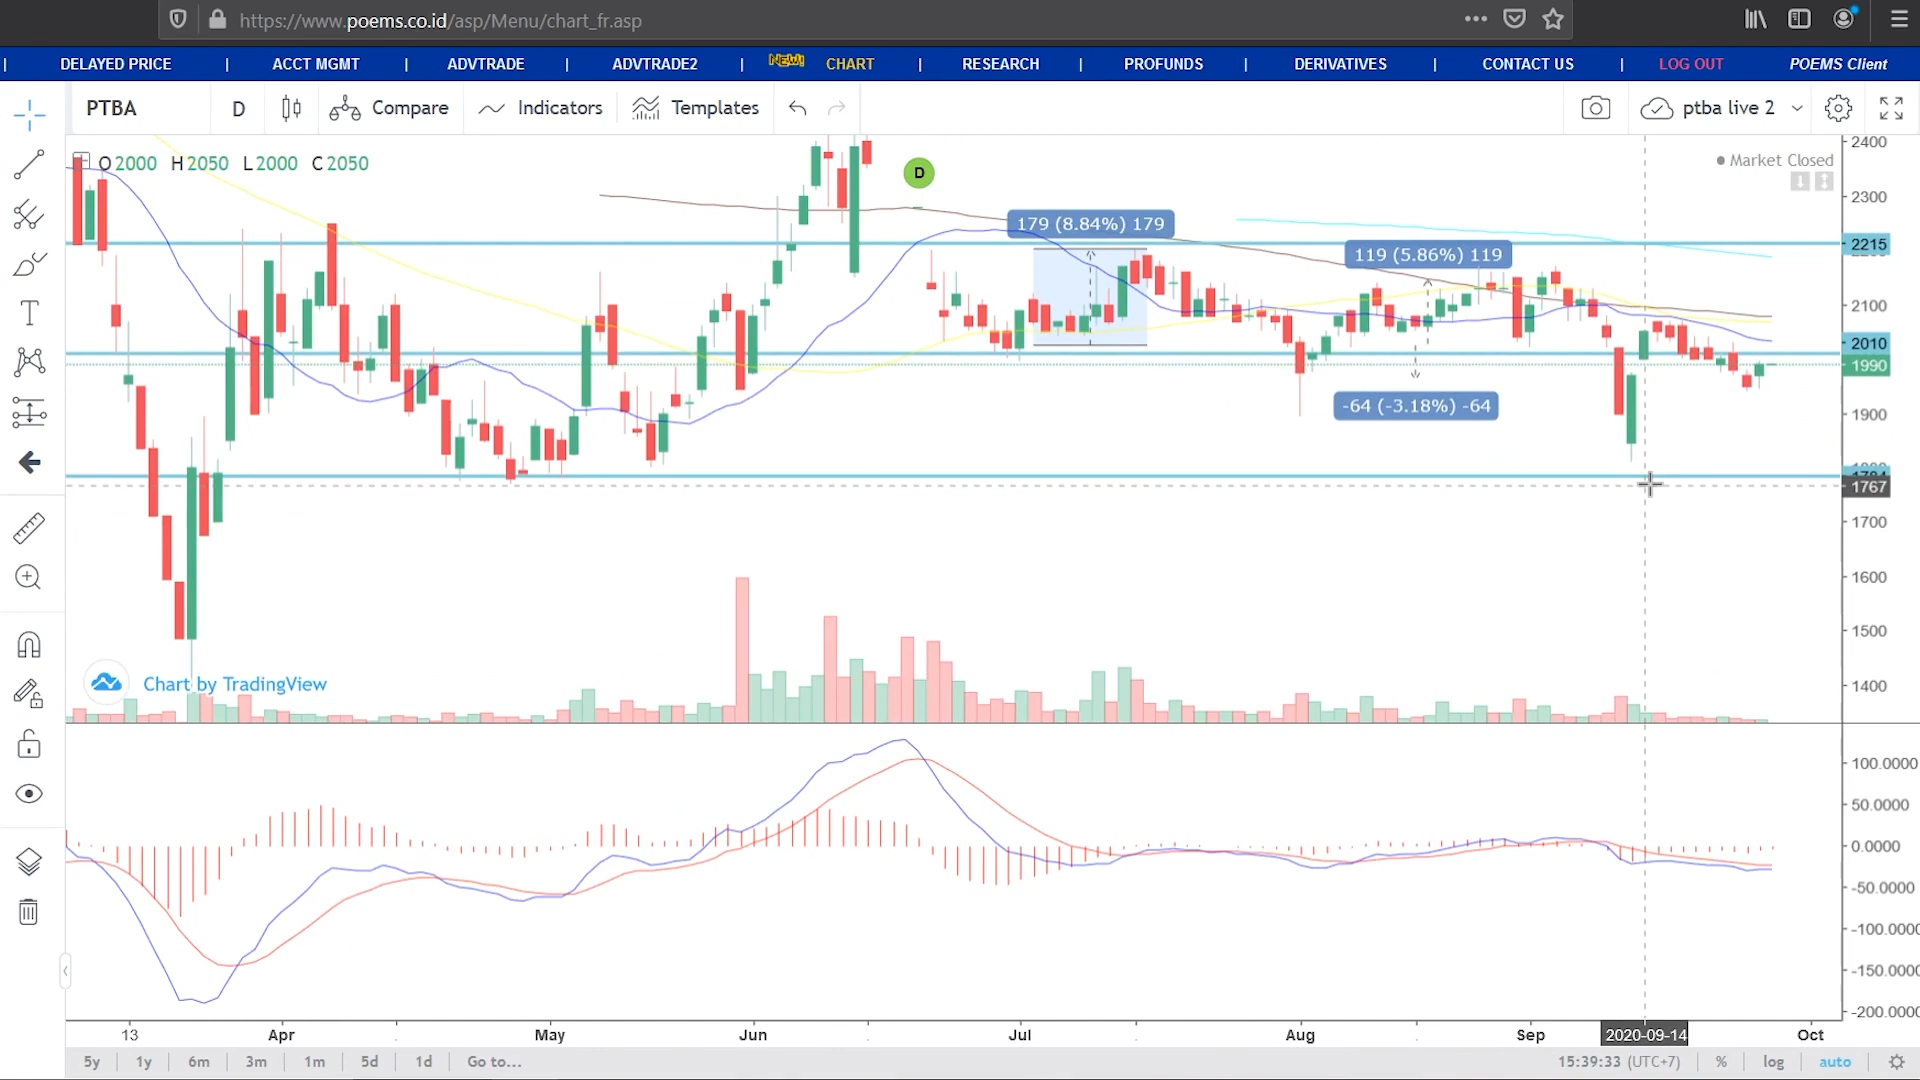 https://www.poems.co.id/asp/Menu/chart_fr.asp
| DELAYED PRICE | ACCT MGMT | ADVTRADE | ADVTRADE2 | NEW! CHART | RESEARCH | PROFUNDS | DERIVATIVES | CONTACT US | LOG OUT POEMS Client
PTBA D Compare Indicators Templates ptba live 2
O 2000 H 2050 L 2000 C 2050
Market Closed
D
179 (8.84%) 179
119 (5.86%) 119
-64 (-3.18%) -64
2400
2300
2215
2100
2010
1990
1900
1784
1767
1700
1600
1500
1400
Chart by TradingView
100.0000
50.0000
0.0000
-50.0000
-100.000
-150.000
-200.000
13 Apr May Jun Jul Aug Sep 2020-09-14 Oct
5y | 1y | 6m | 3m | 1m | 5d | 1d | Go to... 15:39:33 (UTC+7) | % | log | auto